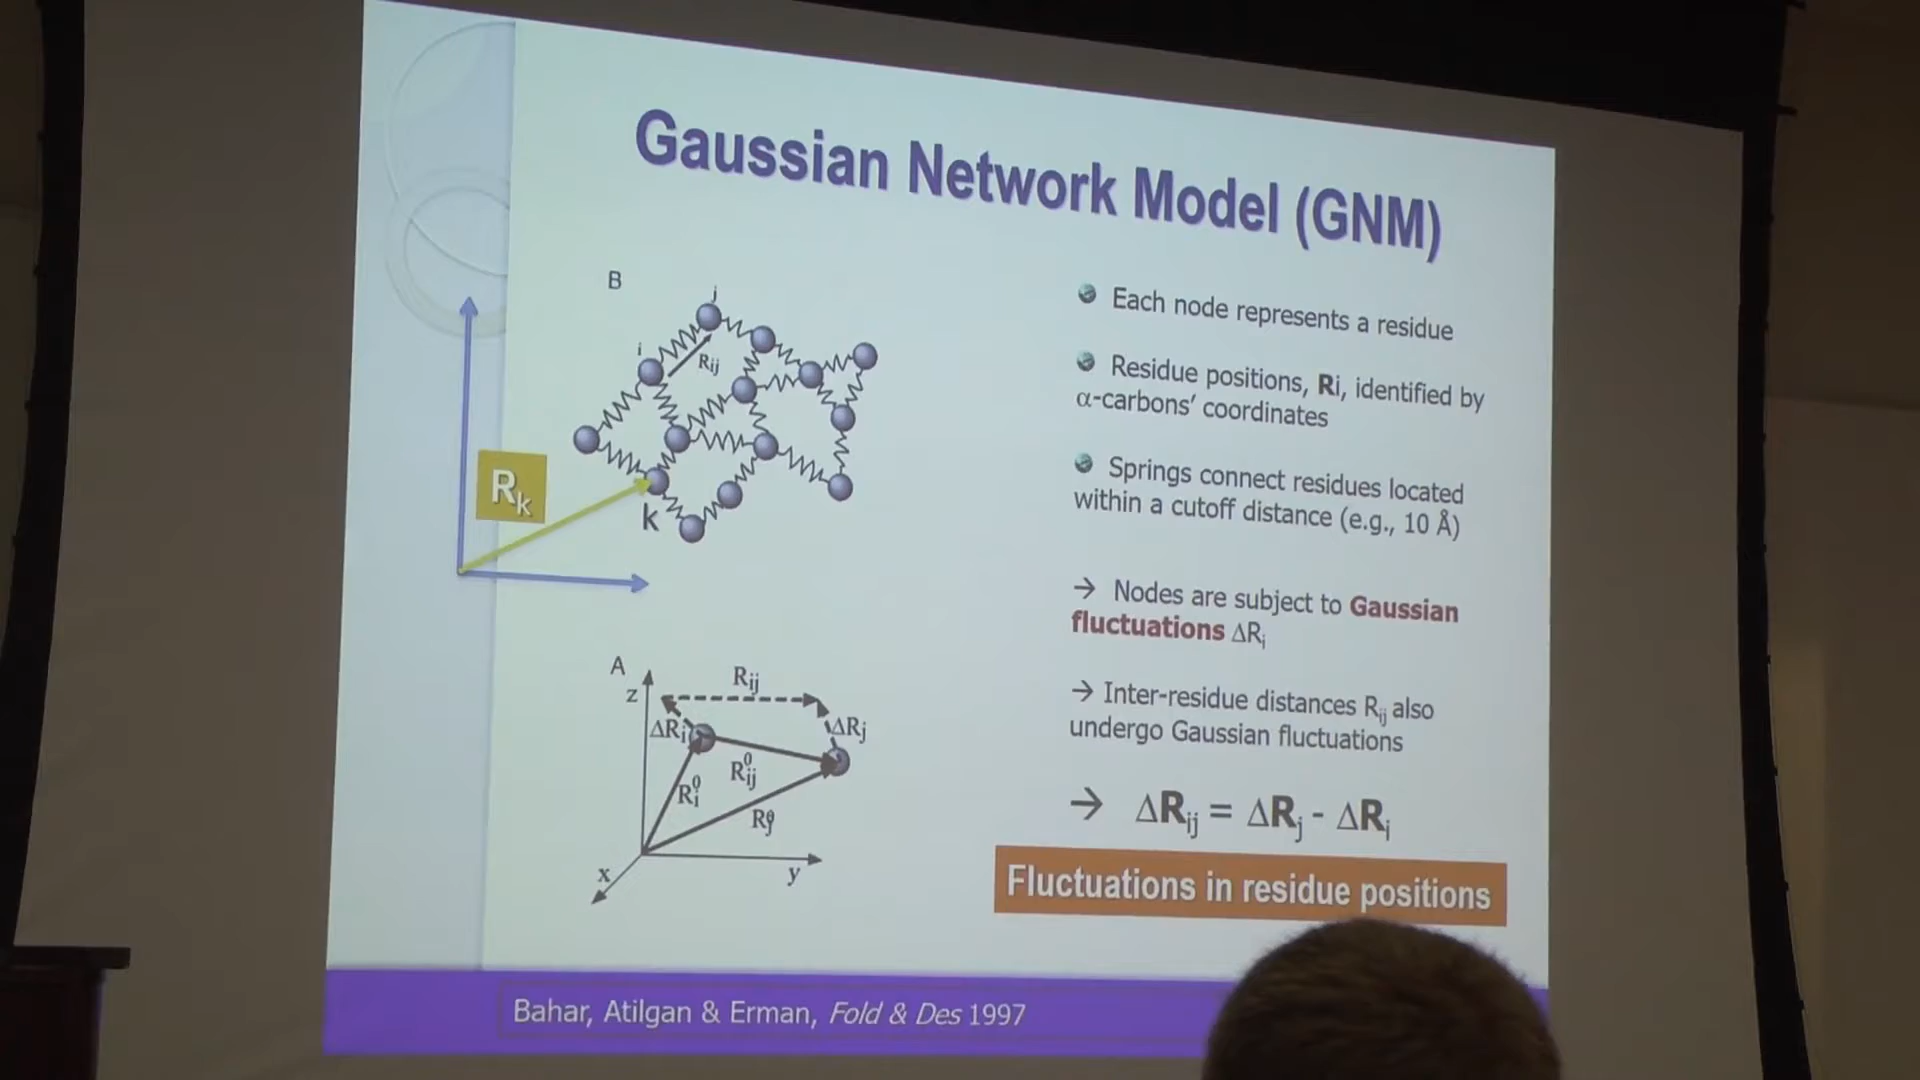 Gaussian Network Model (GNM)
B
j
i
Rij
Rk
k
Each node represents a residue
Residue positions, Ri, identified by
α-carbons' coordinates
Springs connect residues located
within a cutoff distance (e.g., 10 Å)
→ Nodes are subject to Gaussian
fluctuations ΔRi
→ Inter-residue distances Rij also
undergo Gaussian fluctuations
→ ΔRij = ΔRj - ΔRi
Fluctuations in residue positions
A
z
Rij
ΔRi
ΔRj
R⁰ij
R⁰i
R⁰j
x
y
Bahar, Atilgan & Erman, Fold & Des 1997